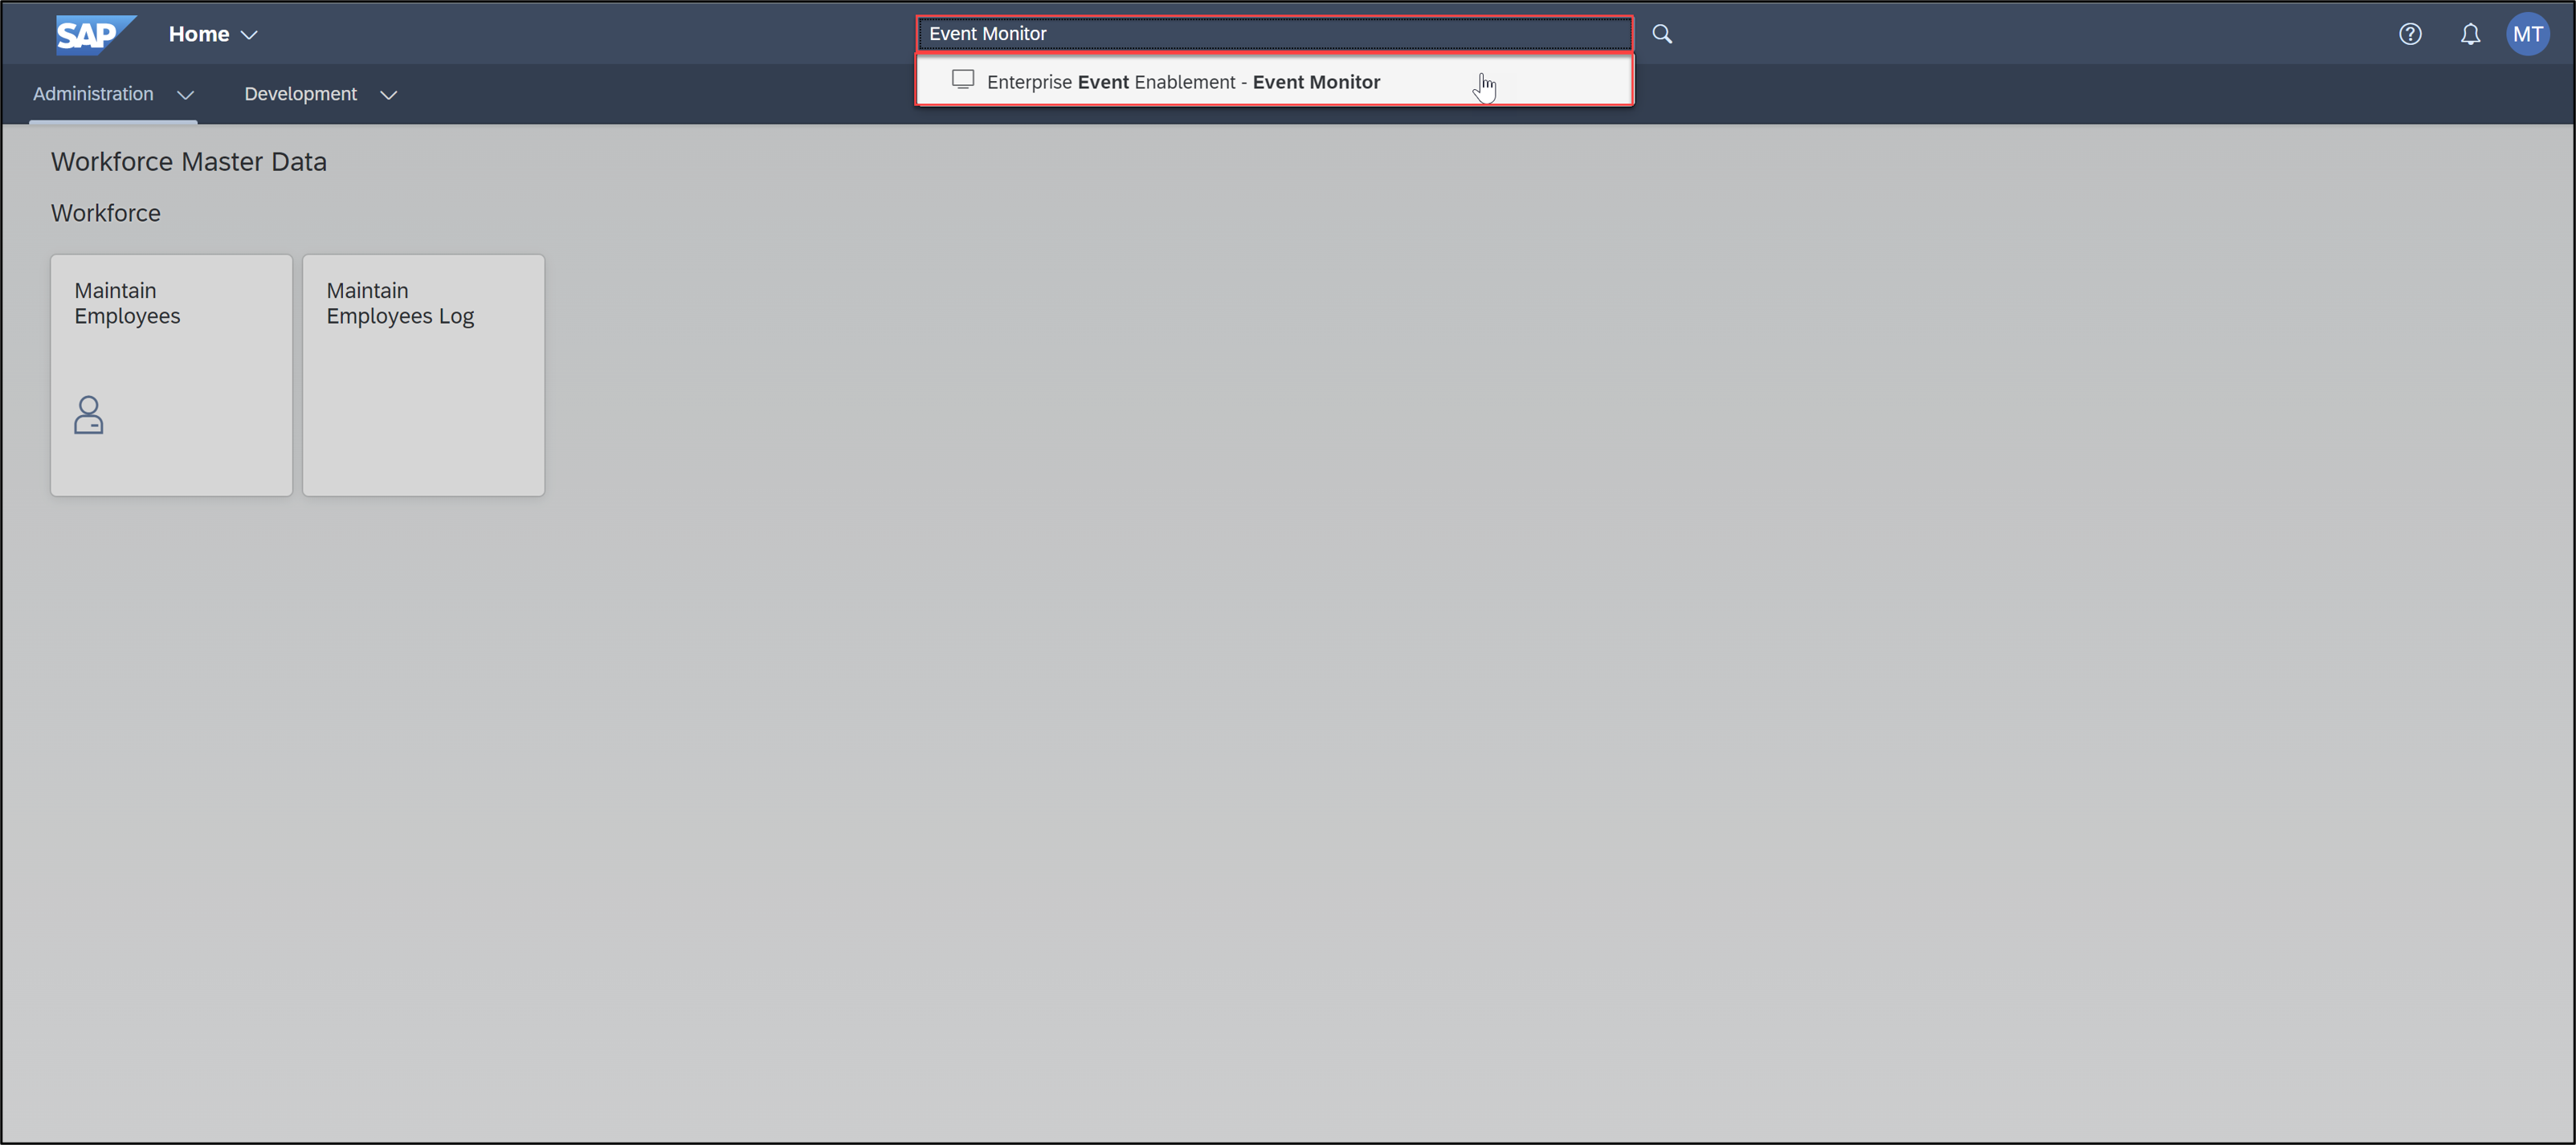 SAP
Home
Event Monitor
MT
Administration
Development
Enterprise Event Enablement - Event Monitor
Workforce Master Data
Workforce
Maintain
Employees
Maintain
Employees Log